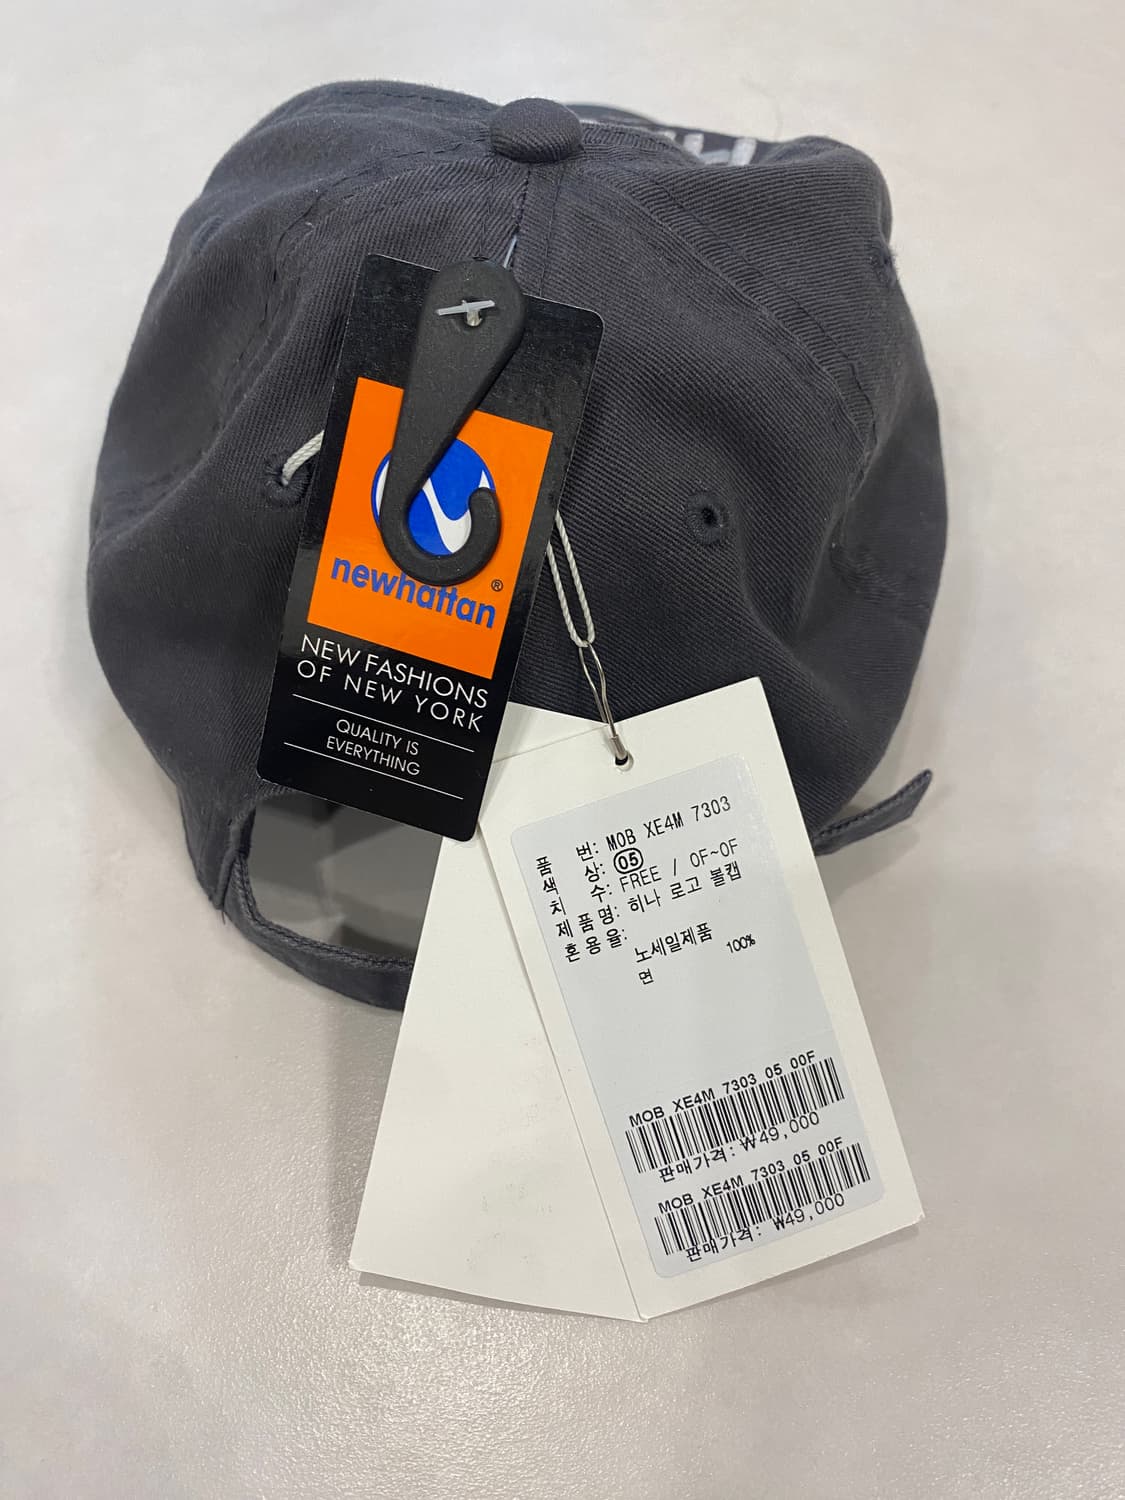 newhattan®
NEW FASHIONS
OF NEW YORK
QUALITY IS
EVERYTHING
품 번: MOB XE4M 7303
색 상: 05
치 수: FREE / 0F~0F
제 품 명: 히나 로고 볼캡
혼 용 율:
노세일제품
면 100%
MOB XE4M 7303 05 00F
판매가격: ₩49,000
MOB XE4M 7303 05 00F
판매가격: ₩49,000